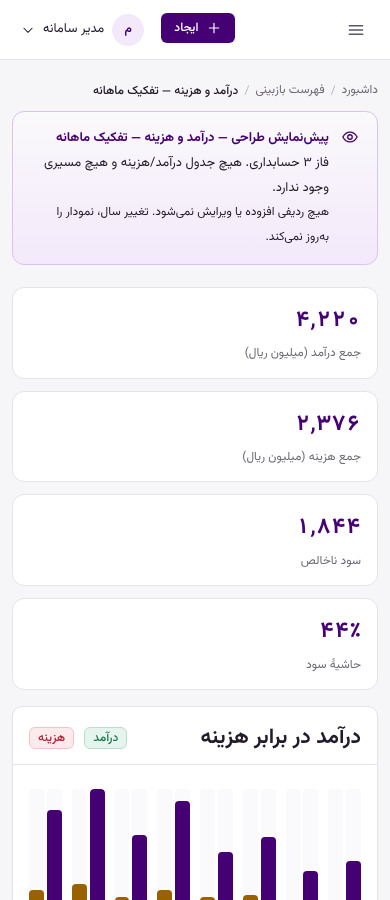 ایجاد
م
مدیر سامانه
داشبورد / فهرست بازبینی / درآمد و هزینه — تفکیک ماهانه
پیش‌نمایش طراحی — درآمد و هزینه — تفکیک ماهانه
فاز ۳ حسابداری. هیچ جدول درآمد/هزینه و هیچ مسیری
وجود ندارد.
هیچ ردیفی افزوده یا ویرایش نمی‌شود. تغییر سال، نمودار را
به‌روز نمی‌کند.
۴,۲۲۰
جمع درآمد (میلیون ریال)
۲,۳۷۶
جمع هزینه (میلیون ریال)
۱,۸۴۴
سود ناخالص
۴۴٪
حاشیهٔ سود
درآمد در برابر هزینه
درآمد
هزینه